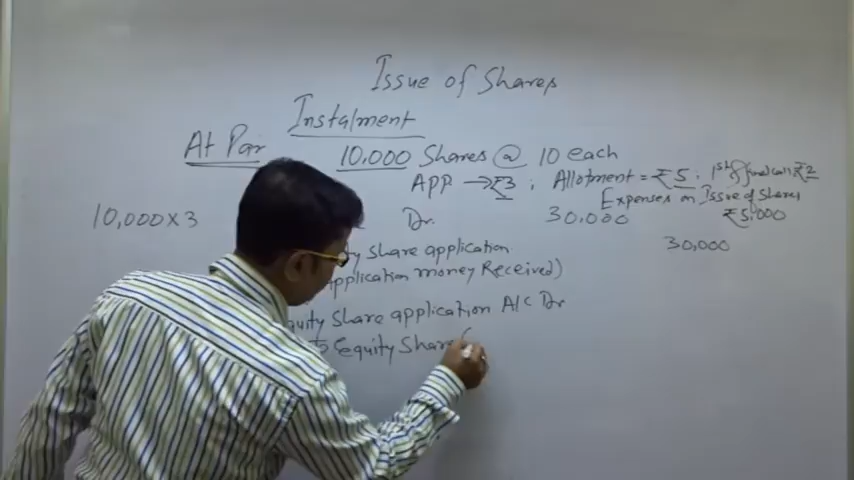 Issue of Shares
Instalment
At Par
10,000 Shares @ 10 each
APP → ₹3, Allotment = ₹5, 1st & final call ₹2
Expenses on Issue of Shares
₹5,000
10,000 x 3
Dr. 30,000
Share application 30,000
application money Received)
Equity Share application A/C Dr
To Equity Share